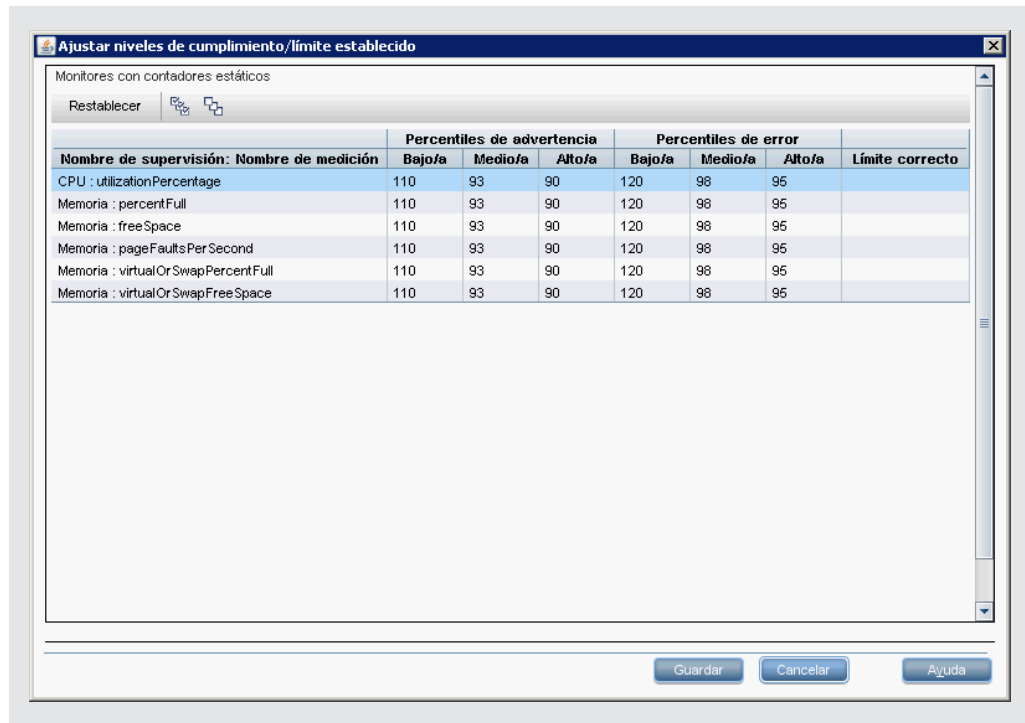 Ajustar niveles de cumplimiento/límite establecido
Monitores con contadores estáticos
Restablecer
Percentiles de advertencia Percentiles de error
Nombre de supervisión: Nombre de medición Bajo/a Medio/a Alto/a Bajo/a Medio/a Alto/a Límite correcto
CPU : utilizationPercentage 110 93 90 120 98 95
Memoria : percentFull 110 93 90 120 98 95
Memoria : freeSpace 110 93 90 120 98 95
Memoria : pageFaultsPerSecond 110 93 90 120 98 95
Memoria : virtualOrSwapPercentFull 110 93 90 120 98 95
Memoria : virtualOrSwapFreeSpace 110 93 90 120 98 95
Guardar Cancelar Ayuda